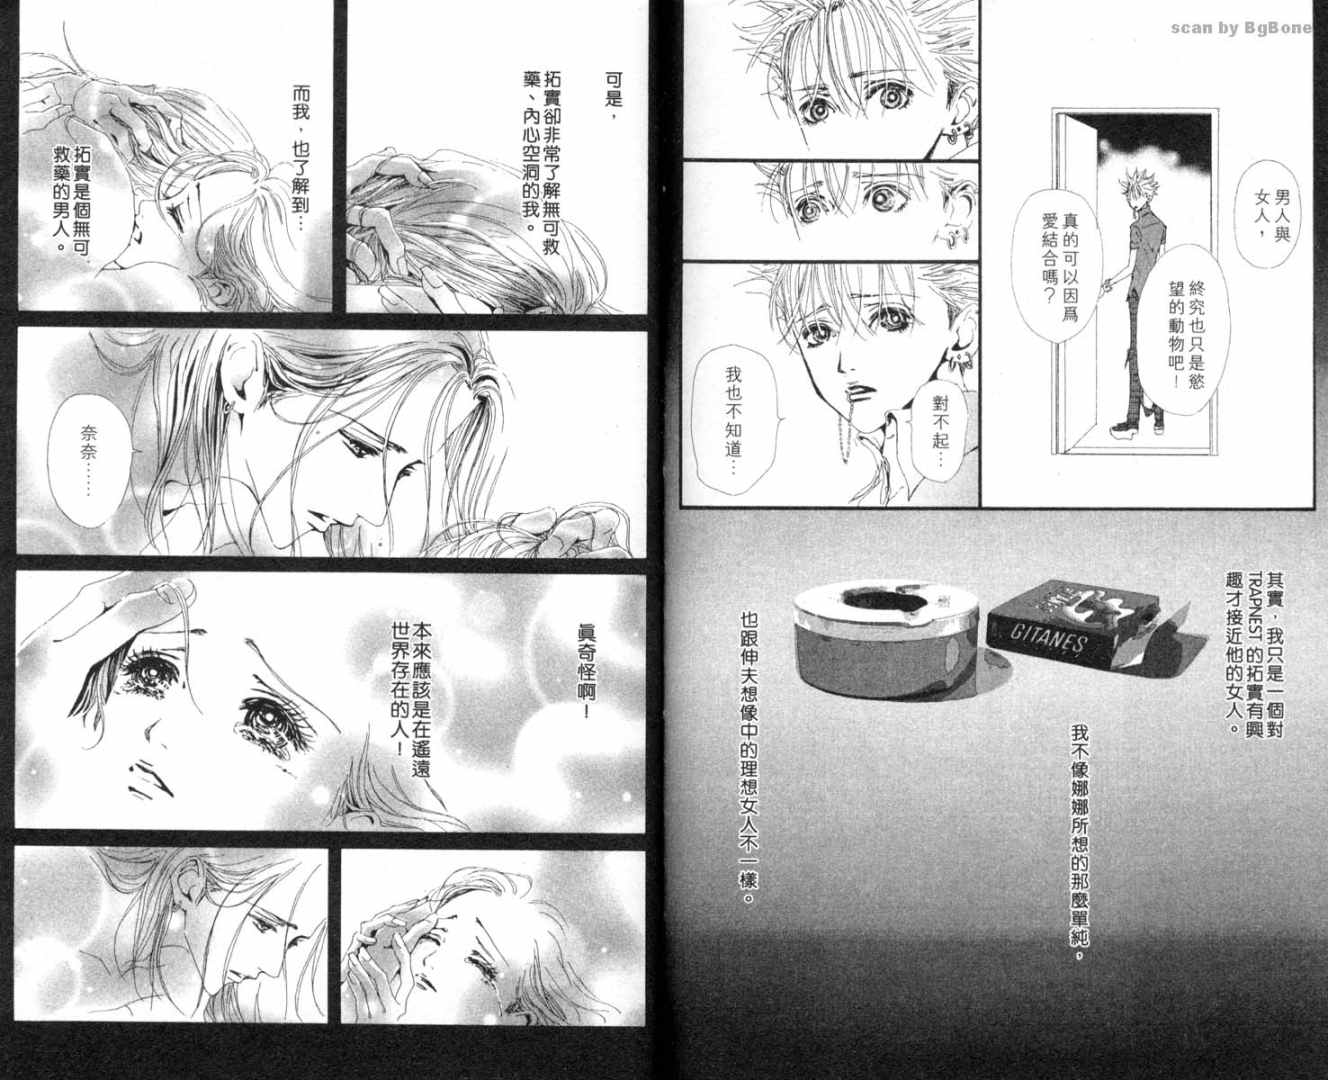 scan by BgBone
男人與
女人，
真的可以因爲
愛結合嗎？
終究也只是慾
望的動物吧！
對不起…
我也不知道…
GITANES
其實，我只是一個對
TRAPNEST的拓實有興
趣才接近他的女人。
我不像娜娜所想的那麼單純，
也跟伸夫想像中的理想女人不一樣。
可是，
拓實卻非常了解無可救
藥、內心空洞的我。
而我，也了解到…
拓實是個無可
救藥的男人。
奈奈……
眞奇怪啊！
本來應該是在遙遠
世界存在的人！